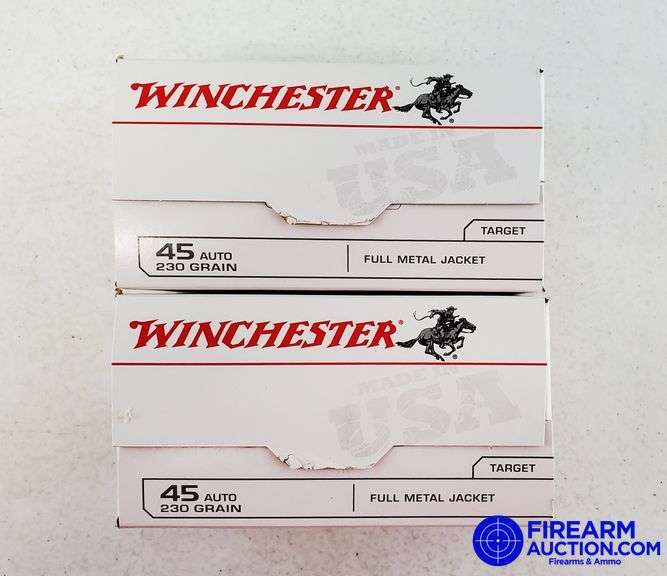 WINCHESTER®
®
MADE IN
USA
TARGET
45 AUTO
230 GRAIN
FULL METAL JACKET
WINCHESTER®
®
MADE IN
USA
TARGET
45 AUTO
230 GRAIN
FULL METAL JACKET
FIREARM
AUCTION.COM
Firearms & Ammo